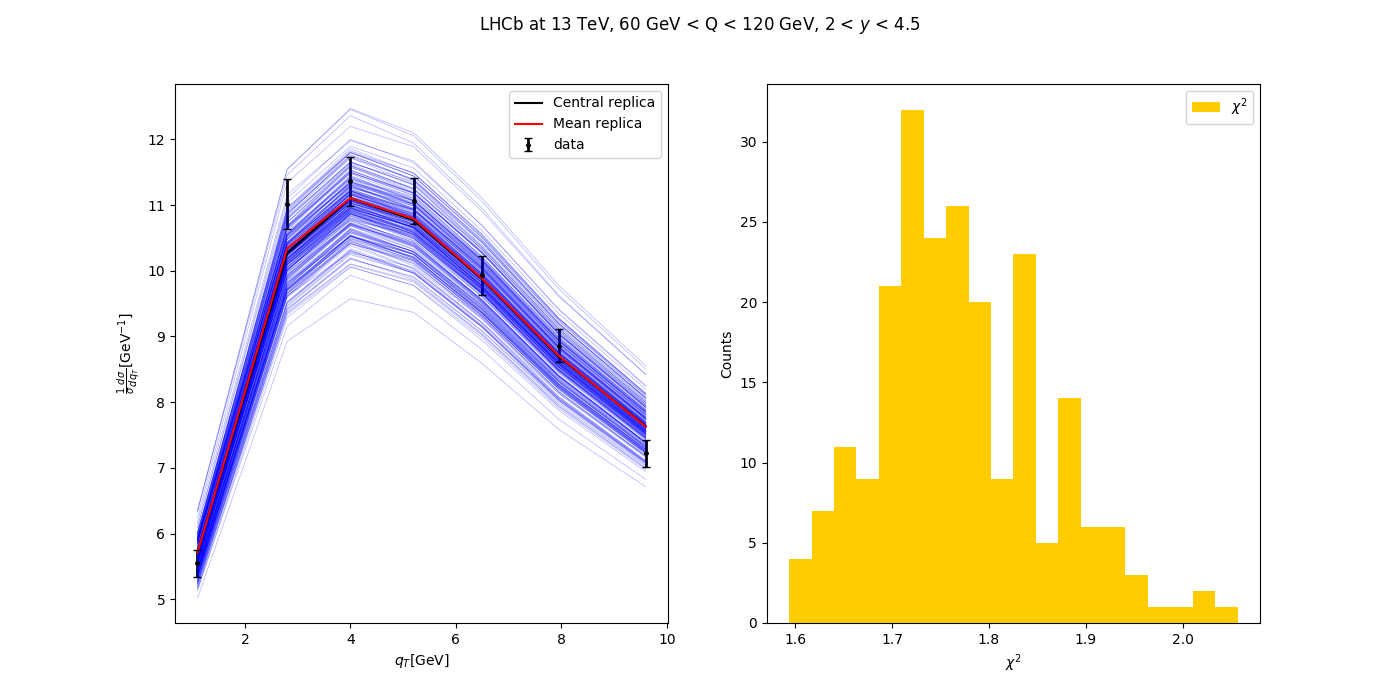 LHCb at 13 TeV, 60 GeV < Q < 120 GeV, 2 < y < 4.5
Central replica
Mean replica
data
12
11
10
9
8
7
6
5
2
4
6
8
10
q_T[GeV]
\frac{1}{σ}\frac{dσ}{dq_T}[GeV⁻¹]
χ²
30
25
20
15
10
5
0
1.6
1.7
1.8
1.9
2.0
χ²
Counts